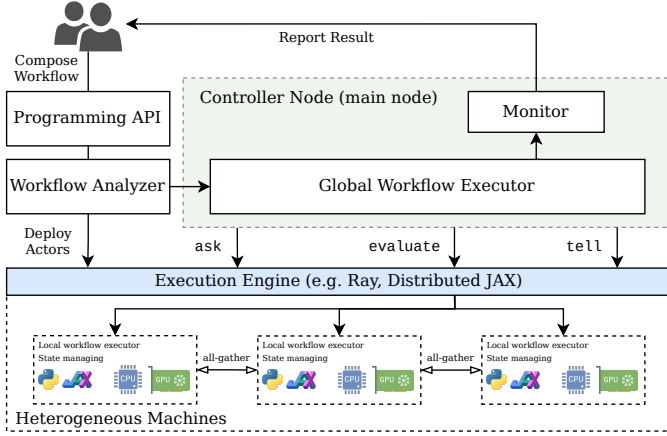 Report Result
Compose
Workflow
Controller Node (main node)
Programming API
Monitor
Workflow Analyzer
Global Workflow Executor
Deploy
Actors
ask
evaluate
tell
Execution Engine (e.g. Ray, Distributed JAX)
Local workflow executor
State managing
CPU
GPU
all-gather
Local workflow executor
State managing
CPU
GPU
all-gather
Local workflow executor
State managing
CPU
GPU
Heterogeneous Machines